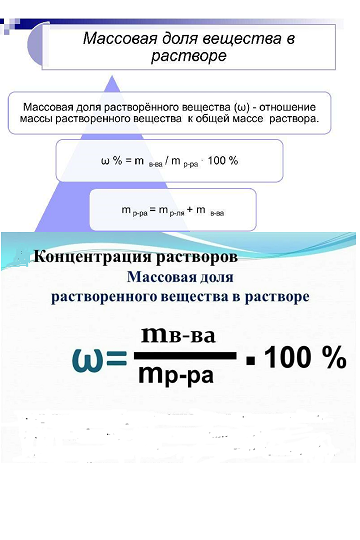 Массовая доля вещества в
растворе
Массовая доля растворённого вещества (ω) - отношение
массы растворенного вещества к общей массе раствора.
ω % = m в-ва / m р-ра · 100 %
m р-ра = m р-ля + m в-ва
Концентрация растворов
Массовая доля
растворенного вещества в растворе
ω= mв-ва
mр-ра
· 100 %